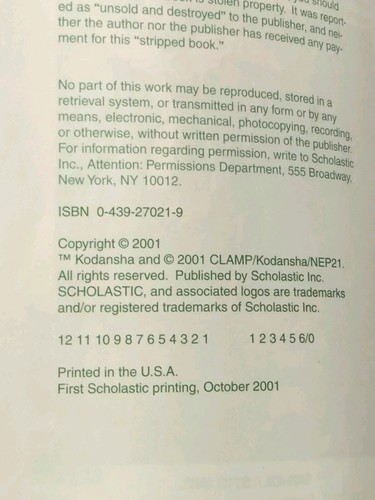 stolen property. It was report-
ed as “unsold and destroyed” to the publisher, and nei-
ther the author nor the publisher has received any pay-
ment for this “stripped book.”
No part of this work may be reproduced, stored in a
retrieval system, or transmitted in any form or by any
means, electronic, mechanical, photocopying, recording,
or otherwise, without written permission of the publisher.
For information regarding permission, write to Scholastic
Inc., Attention: Permissions Department, 555 Broadway,
New York, NY 10012.
ISBN 0-439-27021-9
Copyright © 2001
™ Kodansha and © 2001 CLAMP/Kodansha/NEP21.
All rights reserved. Published by Scholastic Inc.
SCHOLASTIC, and associated logos are trademarks
and/or registered trademarks of Scholastic Inc.
12 11 10 9 8 7 6 5 4 3 2 1 1 2 3 4 5 6/0
Printed in the U.S.A.
First Scholastic printing, October 2001